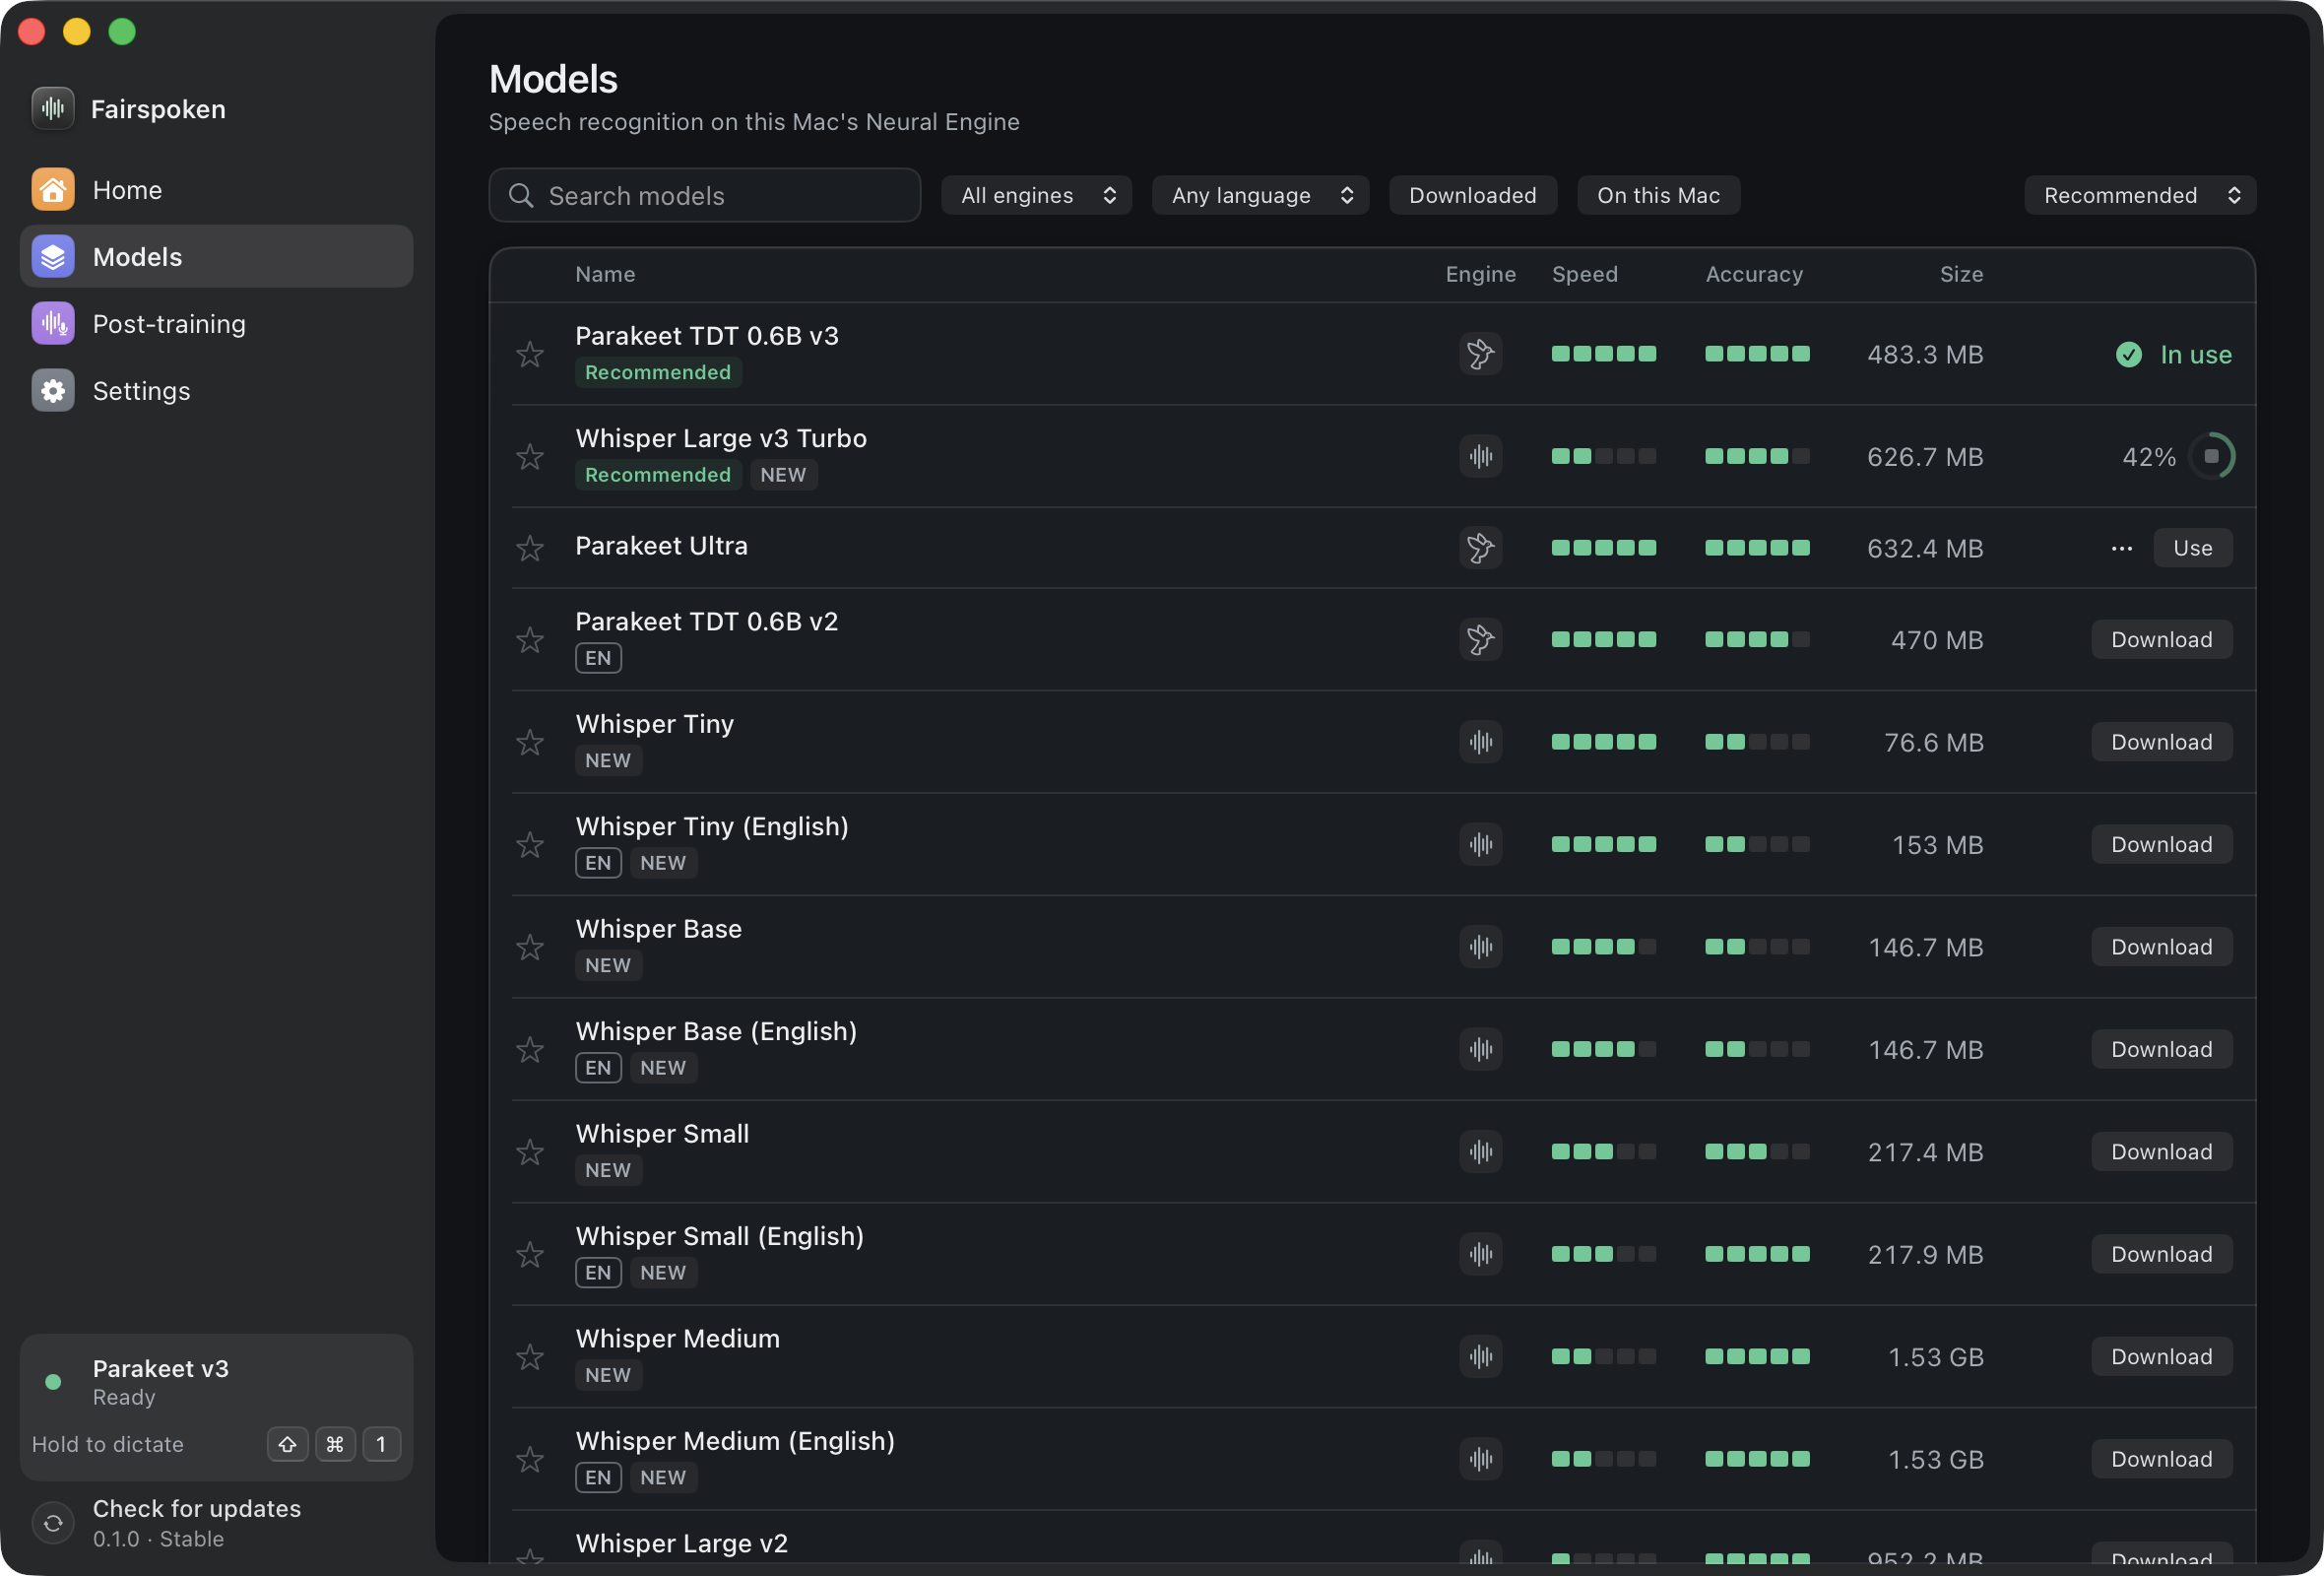 Fairspoken
Home
Models
Post-training
Settings
Parakeet v3
Ready
Hold to dictate ⇧ ⌘ 1
Check for updates
0.1.0 · Stable
Models
Speech recognition on this Mac's Neural Engine
Search models All engines Any language Downloaded On this Mac Recommended
Name Engine Speed Accuracy Size
Parakeet TDT 0.6B v3
Recommended
483.3 MB In use
Whisper Large v3 Turbo
Recommended NEW
626.7 MB 42%
Parakeet Ultra 632.4 MB ··· Use
Parakeet TDT 0.6B v2
EN
470 MB Download
Whisper Tiny
NEW
76.6 MB Download
Whisper Tiny (English)
EN NEW
153 MB Download
Whisper Base
NEW
146.7 MB Download
Whisper Base (English)
EN NEW
146.7 MB Download
Whisper Small
NEW
217.4 MB Download
Whisper Small (English)
EN NEW
217.9 MB Download
Whisper Medium
NEW
1.53 GB Download
Whisper Medium (English)
EN NEW
1.53 GB Download
Whisper Large v2
952.2 MB Download